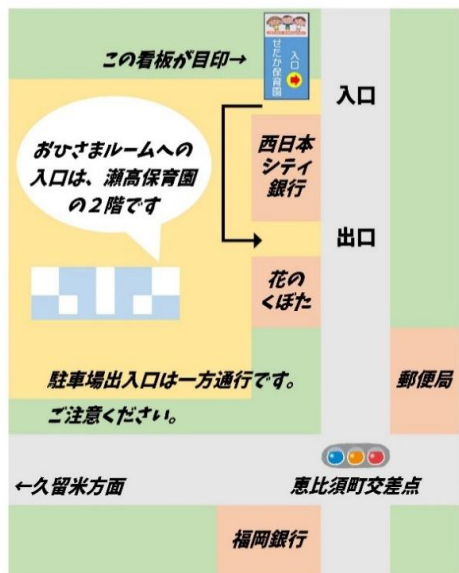 この看板が目印→
入口
せたか保育園
入口
おひさまルームへの
入口は、瀬高保育園
の２階です
西日本
シティ
銀行
出口
花の
くぼた
駐車場出入口は一方通行です。
ご注意ください。
郵便局
←久留米方面
恵比須町交差点
福岡銀行